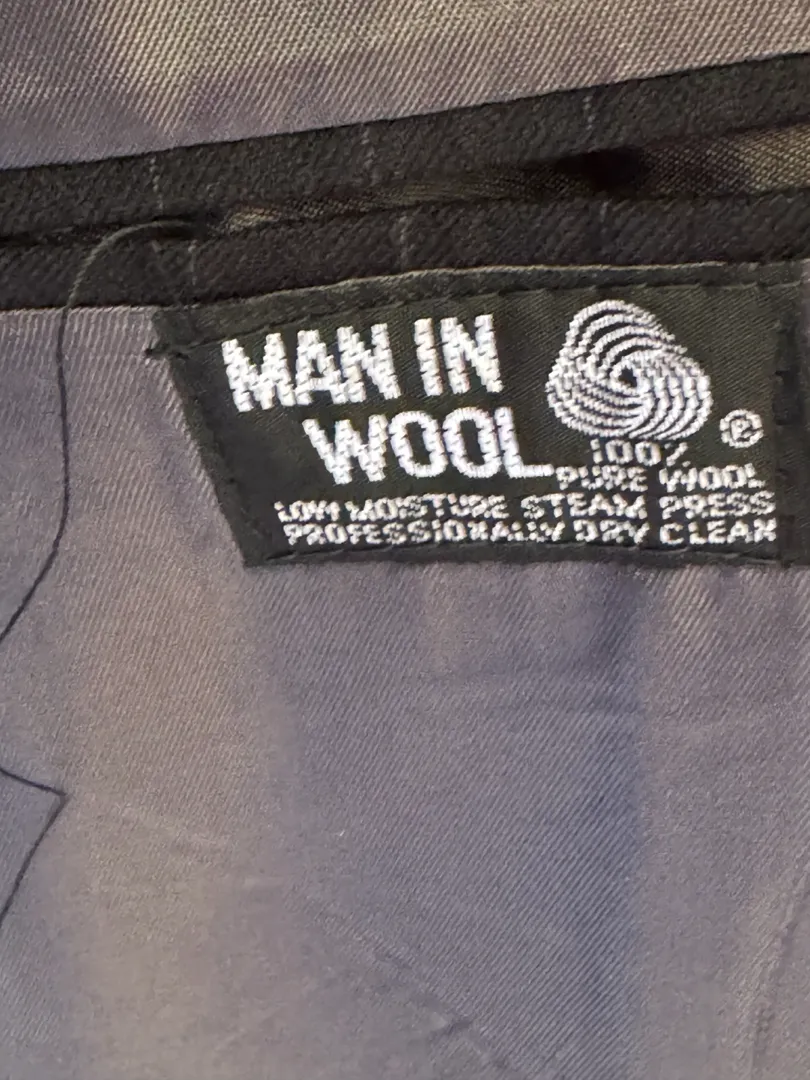 MAN IN
WOOL
®
100%
PURE WOOL
LOW MOISTURE STEAM PRESS
PROFESSIONALLY DRY CLEAN